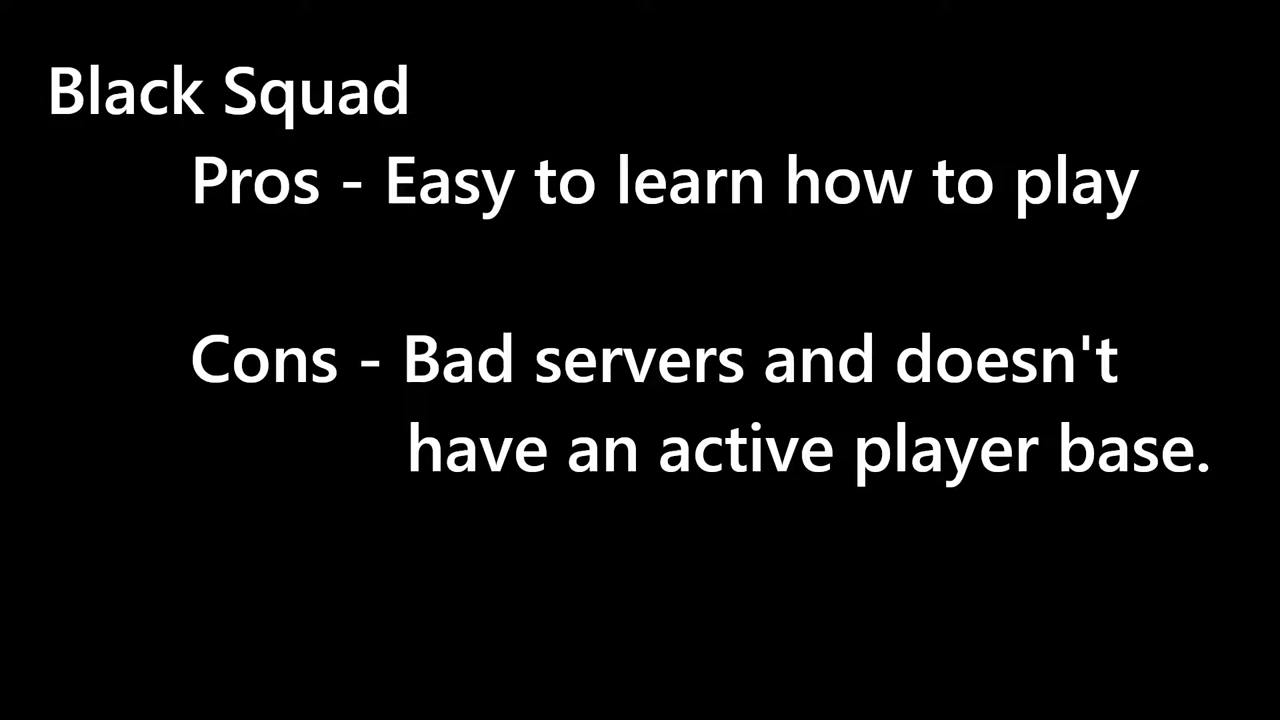 Black Squad
Pros - Easy to learn how to play
Cons - Bad servers and doesn't
have an active player base.